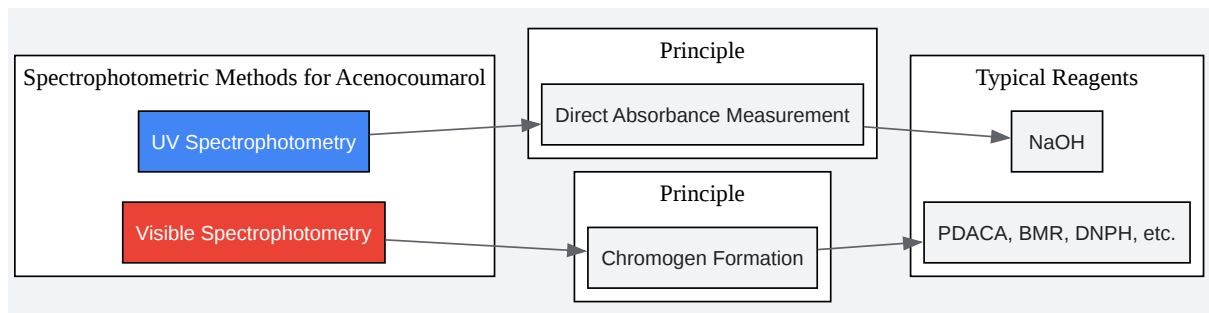 Spectrophotometric Methods for Acenocoumarol
UV Spectrophotometry
Visible Spectrophotometry
Principle
Direct Absorbance Measurement
Principle
Chromogen Formation
Typical Reagents
NaOH
PDACA, BMR, DNPH, etc.